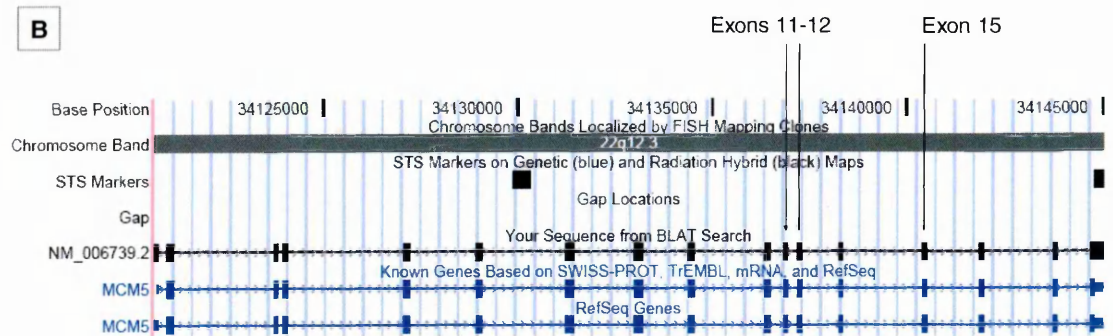 B
Exons 11-12 Exon 15
Base Position 34125000 34130000 34135000 34140000 34145000
Chromosome Bands Localized by FISH Mapping Clones
Chromosome Band 22q12.3
STS Markers on Genetic (blue) and Radiation Hybrid (black) Maps
STS Markers
Gap Locations
Gap
Your Sequence from BLAT Search
NM_006739.2
Known Genes Based on SWISS-PROT, TrEMBL, mRNA, and RefSeq
MCM5
RefSeq Genes
MCM5